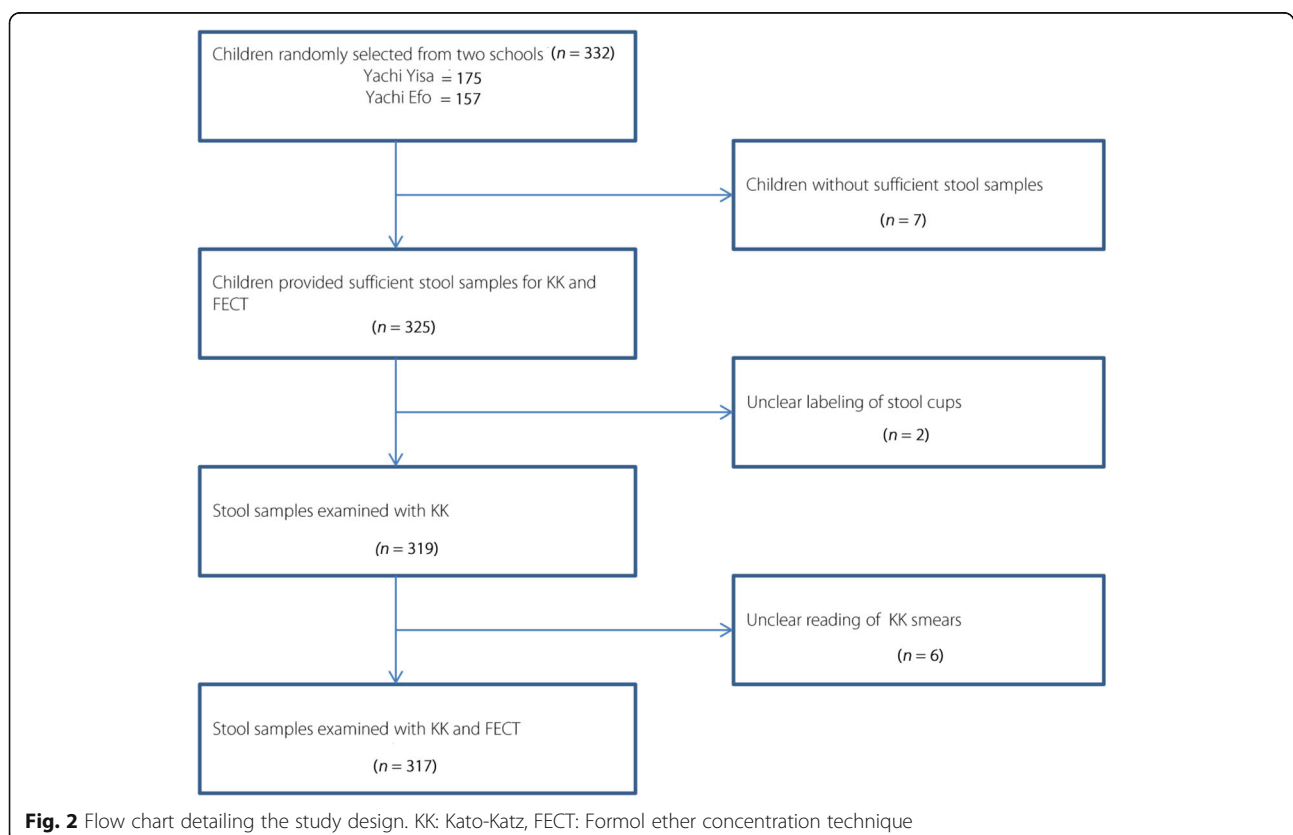 Children randomly selected from two schools (n = 332)
Yachi Yisa = 175
Yachi Efo = 157
Children without sufficient stool samples
(n = 7)
Children provided sufficient stool samples for KK and
FECT
(n = 325)
Unclear labeling of stool cups
(n = 2)
Stool samples examined with KK
(n = 319)
Unclear reading of KK smears
(n = 6)
Stool samples examined with KK and FECT
(n = 317)
Fig. 2 Flow chart detailing the study design. KK: Kato-Katz, FECT: Formol ether concentration technique